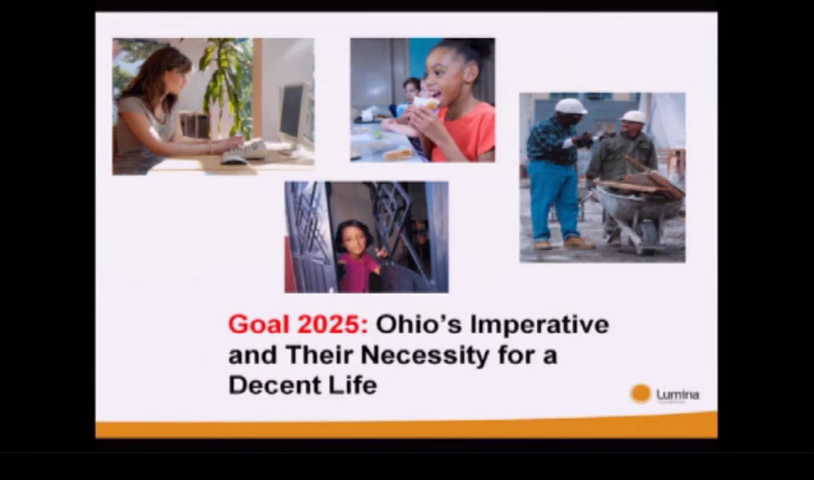 Goal 2025: Ohio's Imperative
and Their Necessity for a
Decent Life
Lumina